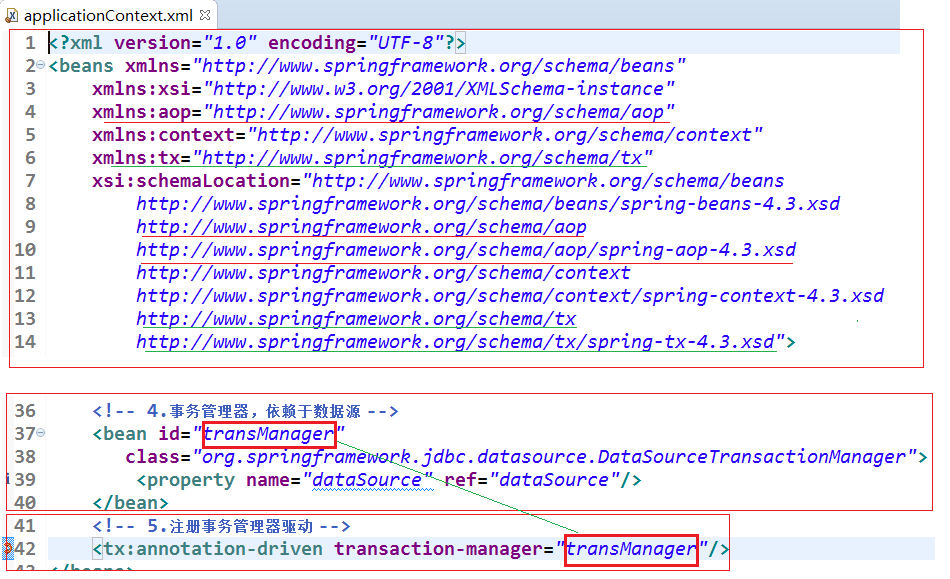 applicationContext.xml
1 <?xml version="1.0" encoding="UTF-8"?>
2 <beans xmlns="http://www.springframework.org/schema/beans"
3 xmlns:xsi="http://www.w3.org/2001/XMLSchema-instance"
4 xmlns:aop="http://www.springframework.org/schema/aop"
5 xmlns:context="http://www.springframework.org/schema/context"
6 xmlns:tx="http://www.springframework.org/schema/tx"
7 xsi:schemaLocation="http://www.springframework.org/schema/beans
8 http://www.springframework.org/schema/beans/spring-beans-4.3.xsd
9 http://www.springframework.org/schema/aop
10 http://www.springframework.org/schema/aop/spring-aop-4.3.xsd
11 http://www.springframework.org/schema/context
12 http://www.springframework.org/schema/context/spring-context-4.3.xsd
13 http://www.springframework.org/schema/tx
14 http://www.springframework.org/schema/tx/spring-tx-4.3.xsd">
36 <!-- 4.事务管理器，依赖于数据源 -->
37 <bean id="transManager"
38 class="org.springframework.jdbc.datasource.DataSourceTransactionManager">
39 <property name="dataSource" ref="dataSource"/>
40 </bean>
41 <!-- 5.注册事务管理器驱动 -->
42 <tx:annotation-driven transaction-manager="transManager"/>